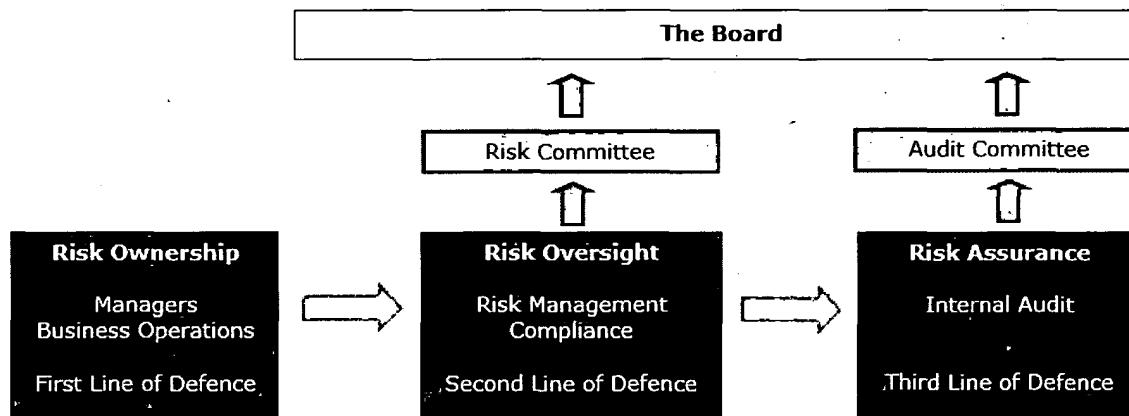 The Board
Risk Committee
Audit Committee
Risk Ownership
Managers
Business Operations
First Line of Defence
Risk Oversight
Risk Management
Compliance
Second Line of Defence
Risk Assurance
Internal Audit
Third Line of Defence